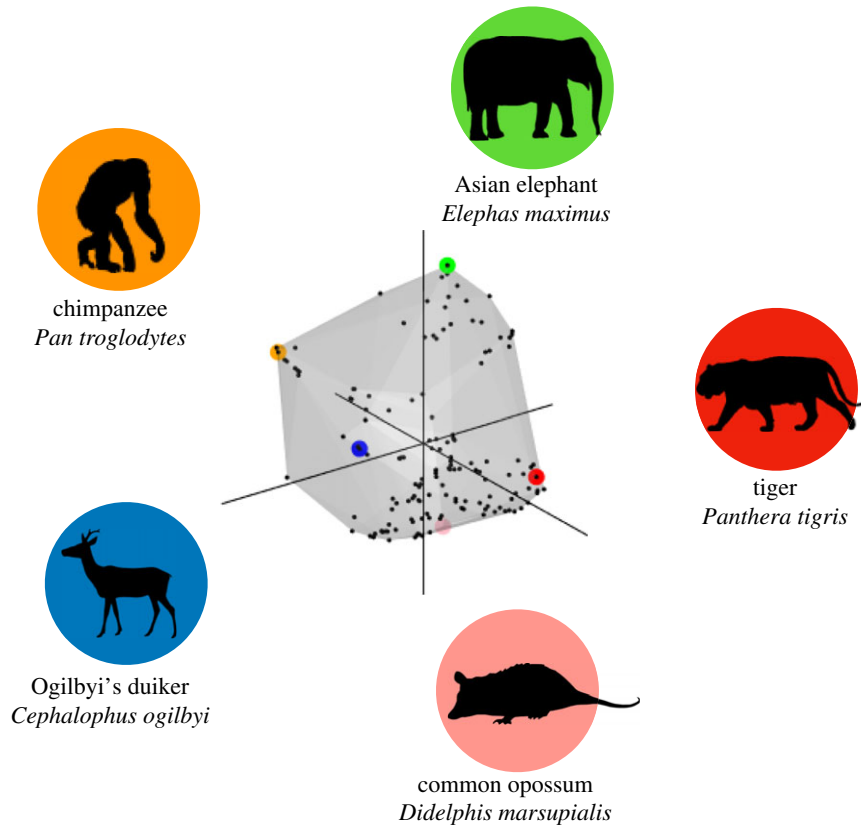 Asian elephant
Elephas maximus
chimpanzee
Pan troglodytes
tiger
Panthera tigris
Ogilbyi's duiker
Cephalophus ogilbyi
common opossum
Didelphis marsupialis